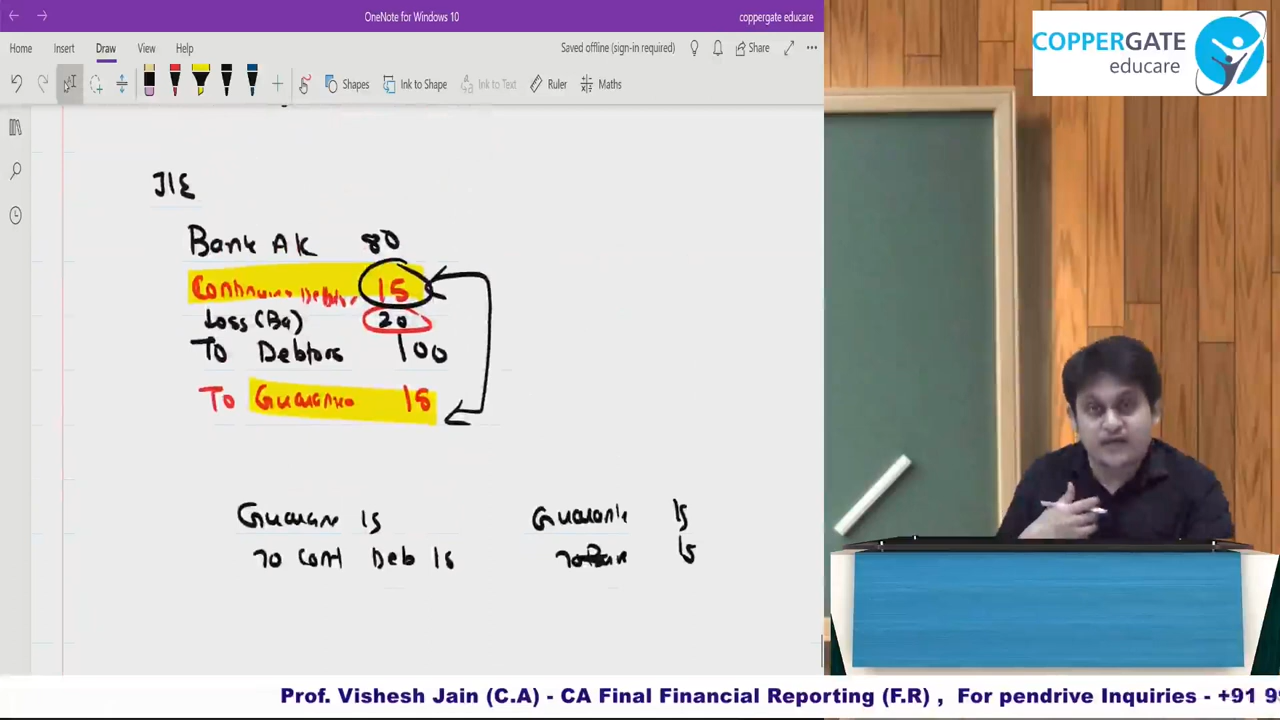 OneNote for Windows 10
coppergate educare
Home Insert Draw View Help
Saved offline (sign-in required)
Share
Shapes
Ink to Shape
Ink to Text
Ruler
Maths
COPPERGATE
educare
JIE
Bank A/c 80
15
Loss (Ba) 20
To Debtors 100
To 15
15
To Cont Deb 15
15
15
Prof. Vishesh Jain (C.A) - CA Final Financial Reporting (F.R) , For pendrive Inquiries - +91 9